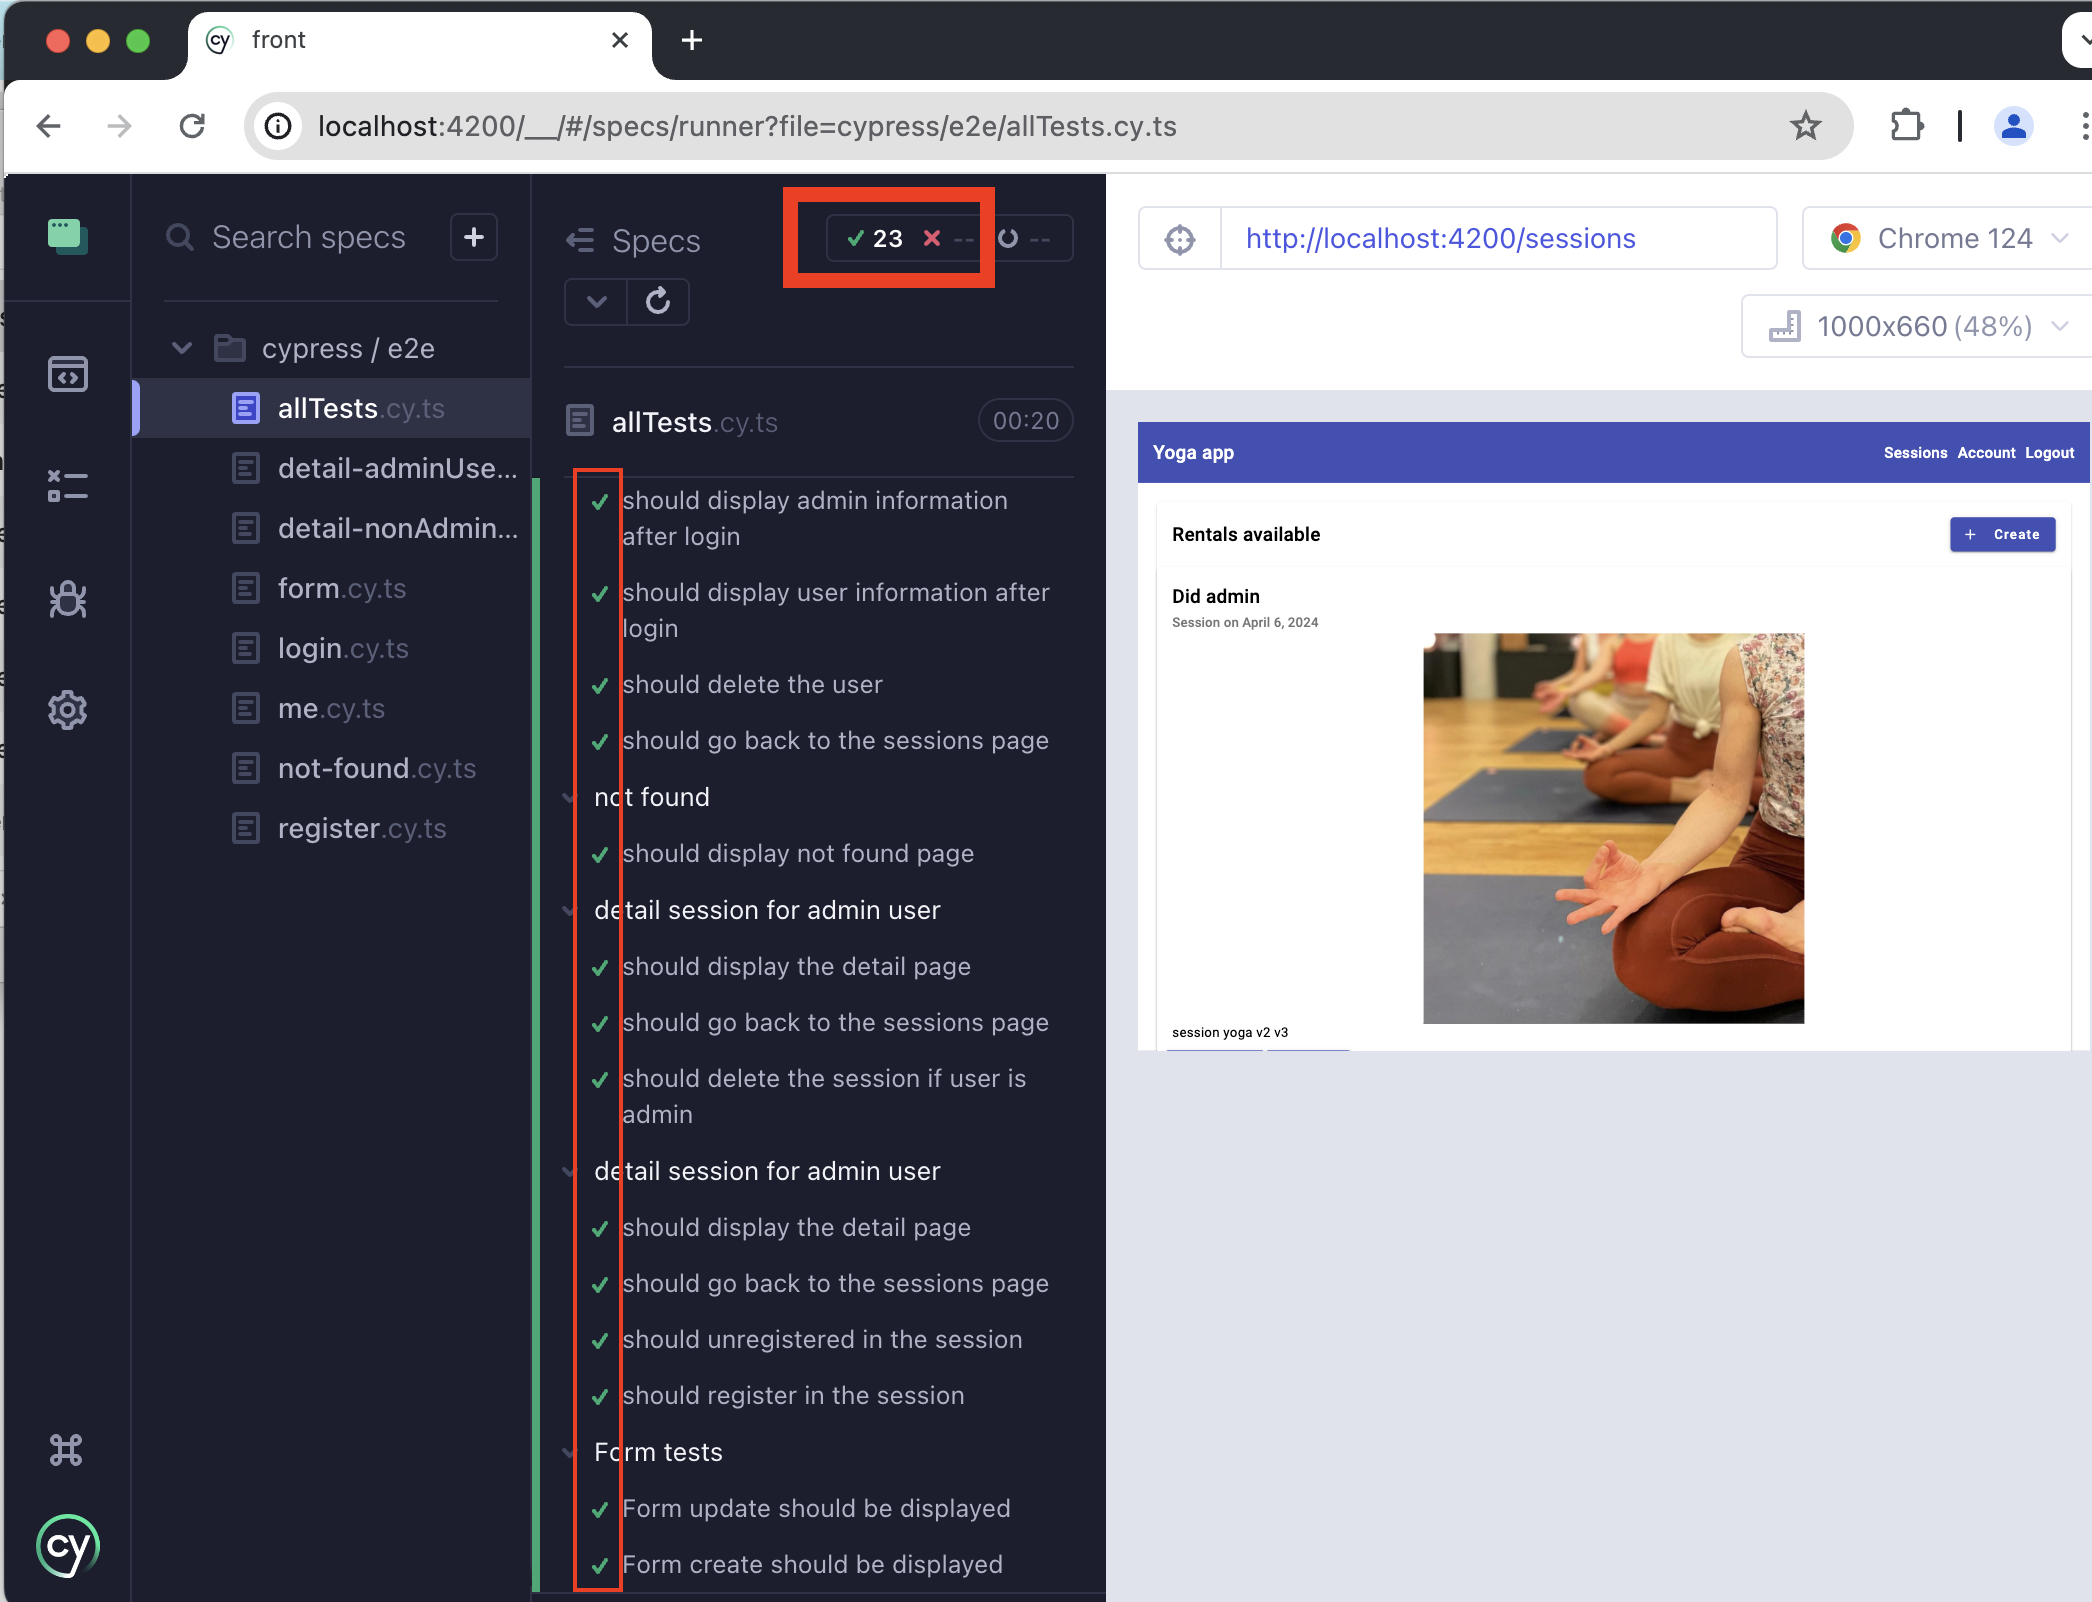 cy front
localhost:4200/__/#/specs/runner?file=cypress/e2e/allTests.cy.ts
Search specs
cypress / e2e
allTests.cy.ts
detail-adminUse...
detail-nonAdmin...
form.cy.ts
login.cy.ts
me.cy.ts
not-found.cy.ts
register.cy.ts
cy
Specs
23 -- --
allTests.cy.ts 00:20
should display admin information
after login
should display user information after
login
should delete the user
should go back to the sessions page
not found
should display not found page
detail session for admin user
should display the detail page
should go back to the sessions page
should delete the session if user is
admin
detail session for admin user
should display the detail page
should go back to the sessions page
should unregistered in the session
should register in the session
Form tests
Form update should be displayed
Form create should be displayed
http://localhost:4200/sessions
Chrome 124
1000x660 (48%)
Yoga app
Sessions Account Logout
Rentals available
+ Create
Did admin
Session on April 6, 2024
session yoga v2 v3